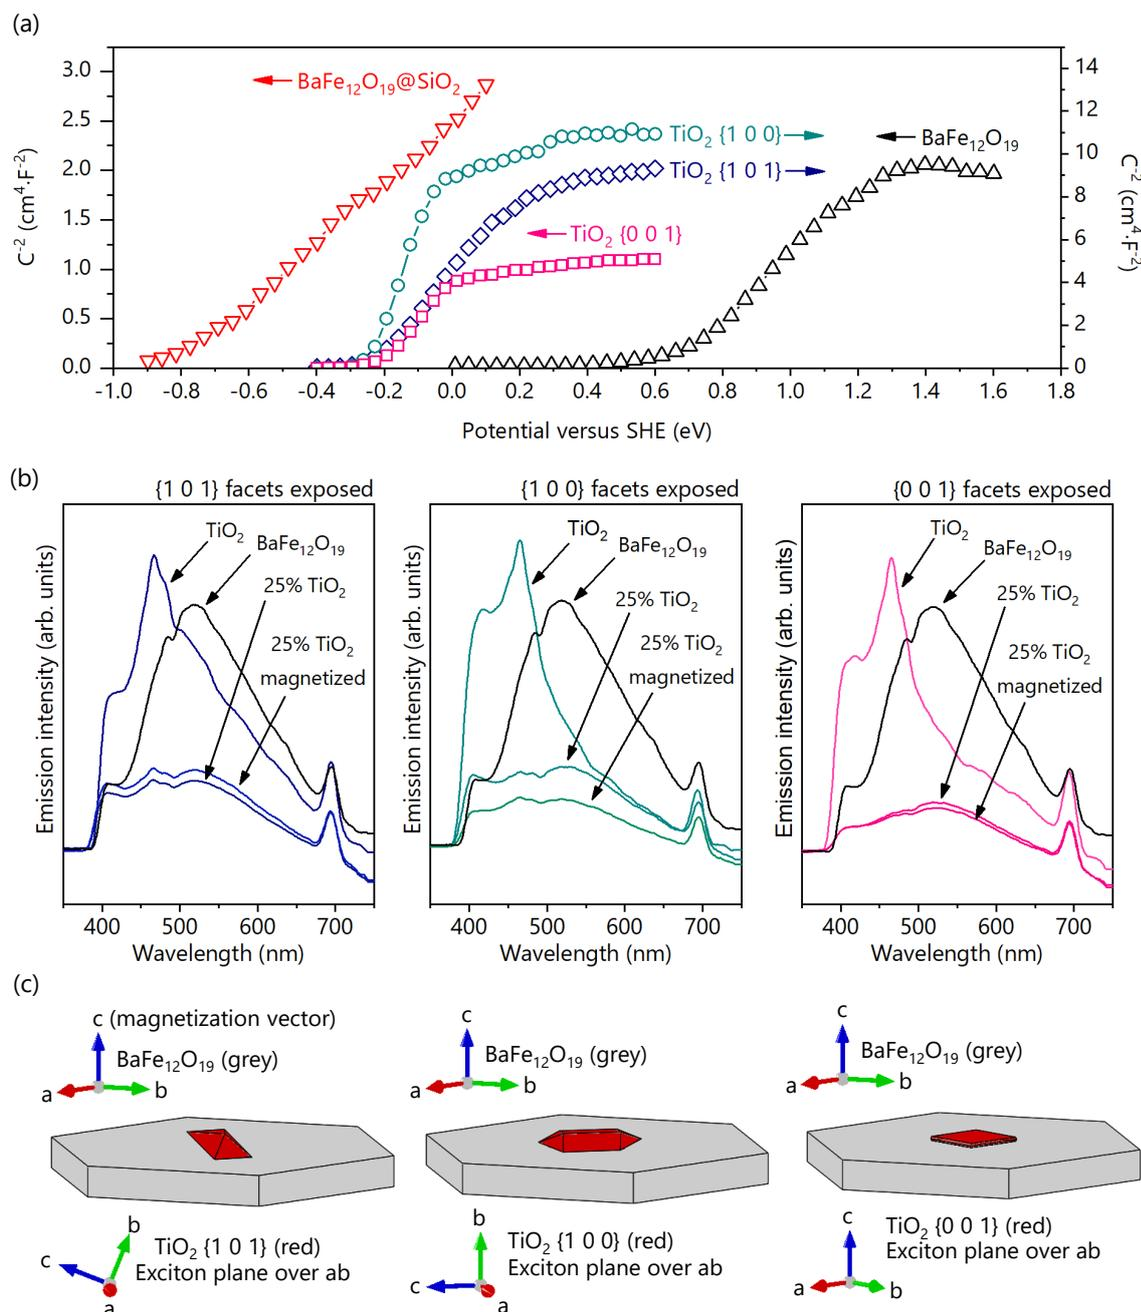 (a)
C⁻² (cm⁴·F⁻²)
3.0
2.5
2.0
1.5
1.0
0.5
0.0
BaFe₁₂O₁₉@SiO₂
TiO₂ {1 0 0}
TiO₂ {1 0 1}
TiO₂ {0 0 1}
BaFe₁₂O₁₉
14
12
10
8
6
4
2
0
C⁻² (cm⁴·F⁻²)
-1.0 -0.8 -0.6 -0.4 -0.2 0.0 0.2 0.4 0.6 0.8 1.0 1.2 1.4 1.6 1.8
Potential versus SHE (eV)
(b)
{1 0 1} facets exposed
Emission intensity (arb. units)
TiO₂
BaFe₁₂O₁₉
25% TiO₂
25% TiO₂
magnetized
400 500 600 700
Wavelength (nm)
{1 0 0} facets exposed
Emission intensity (arb. units)
TiO₂
BaFe₁₂O₁₉
25% TiO₂
25% TiO₂
magnetized
400 500 600 700
Wavelength (nm)
{0 0 1} facets exposed
Emission intensity (arb. units)
TiO₂
BaFe₁₂O₁₉
25% TiO₂
25% TiO₂
magnetized
400 500 600 700
Wavelength (nm)
(c)
c (magnetization vector)
BaFe₁₂O₁₉ (grey)
a
b
b
TiO₂ {1 0 1} (red)
c
Exciton plane over ab
a
c
BaFe₁₂O₁₉ (grey)
a
b
b
TiO₂ {1 0 0} (red)
Exciton plane over ab
c
a
c
BaFe₁₂O₁₉ (grey)
a
b
c
TiO₂ {0 0 1} (red)
Exciton plane over ab
a
b